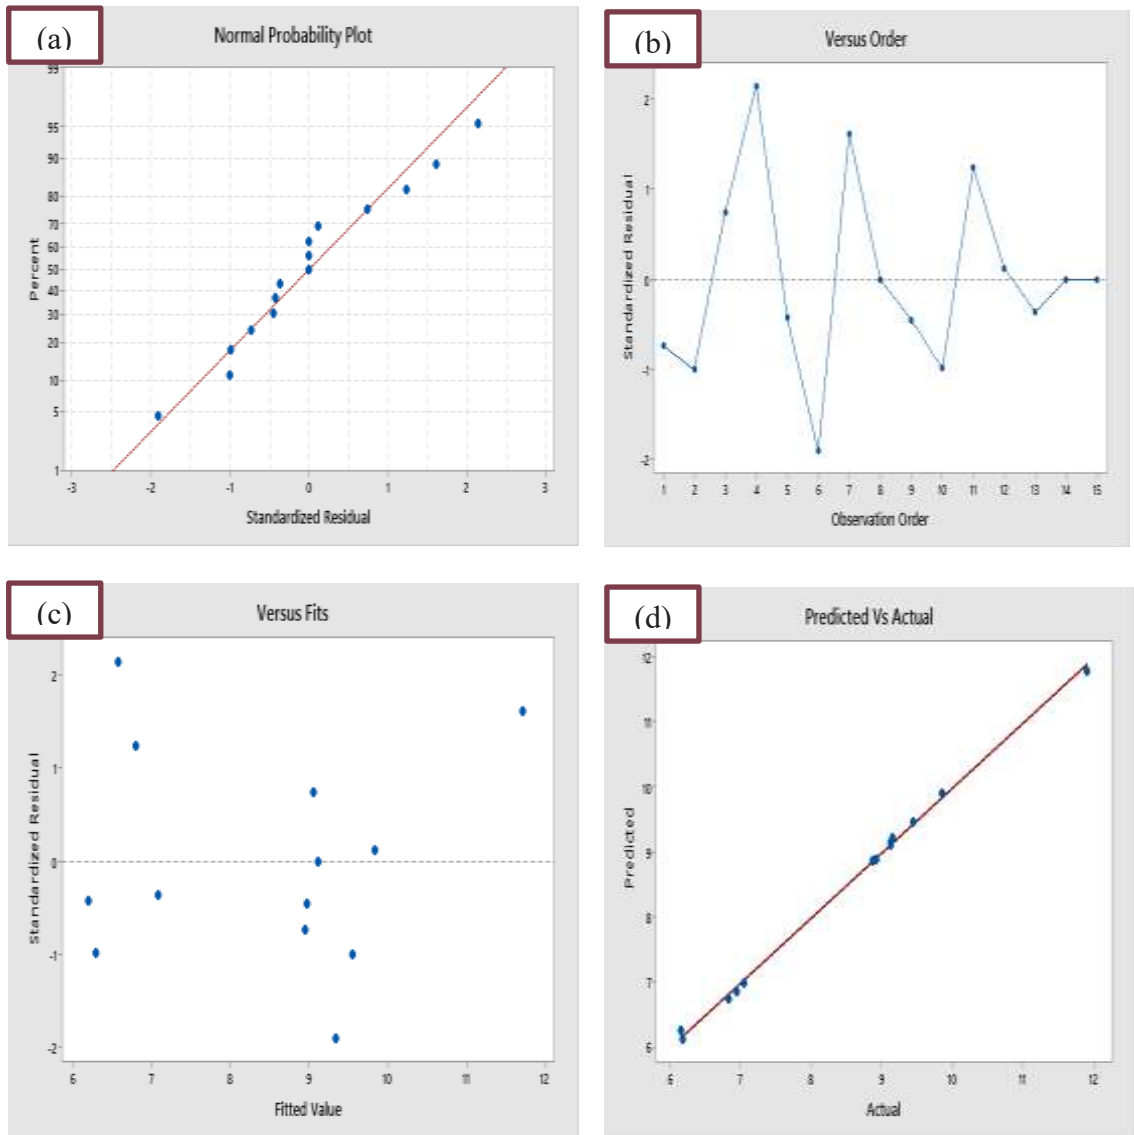 (a)
Normal Probability Plot
99
95
90
80
70
60
50
40
30
20
10
5
1
Percent
-3 -2 -1 0 1 2 3
Standardized Residual
(b)
Versus Order
2
1
0
-1
-2
Standardized Residual
1 2 3 4 5 6 7 8 9 10 11 12 13 14 15
Observation Order
(c)
Versus Fits
2
1
0
-1
-2
Standardized Residual
6 7 8 9 10 11 12
Fitted Value
(d)
Predicted Vs Actual
12
11
10
9
8
7
6
Predicted
6 7 8 9 10 11 12
Actual